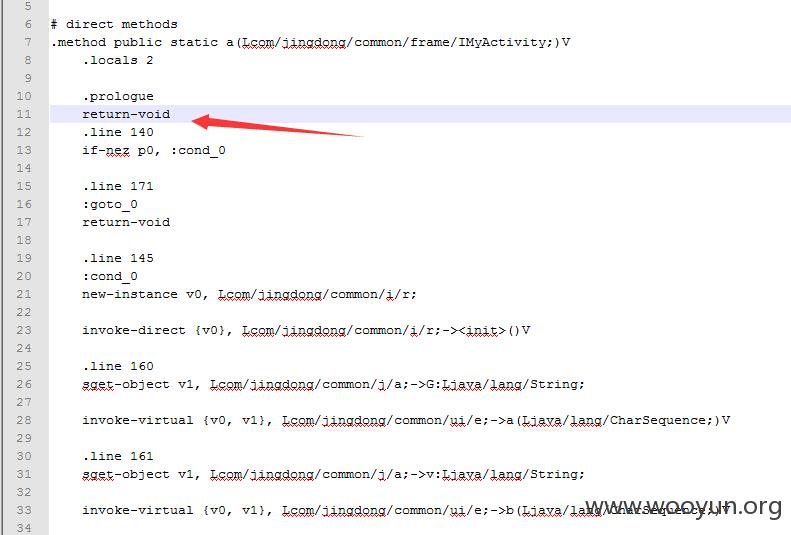 5
6 # direct methods
7 .method public static a(Lcom/jingdong/common/frame/IMyActivity;)V
8 .locals 2
9
10 .prologue
11 return-void
12 .line 140
13 if-nez p0, :cond_0
14
15 .line 171
16 :goto_0
17 return-void
18
19 .line 145
20 :cond_0
21 new-instance v0, Lcom/jingdong/common/i/r;
22
23 invoke-direct {v0}, Lcom/jingdong/common/i/r;-><init>()V
24
25 .line 160
26 sget-object v1, Lcom/jingdong/common/j/a;->G:Ljava/lang/String;
27
28 invoke-virtual {v0, v1}, Lcom/jingdong/common/ui/e;->a(Ljava/lang/CharSequence;)V
29
30 .line 161
31 sget-object v1, Lcom/jingdong/common/j/a;->v:Ljava/lang/String;
32
33 invoke-virtual {v0, v1}, Lcom/jingdong/common/ui/e;->b(Ljava/lang/CharSequence;)V
34
www.wooyun.org